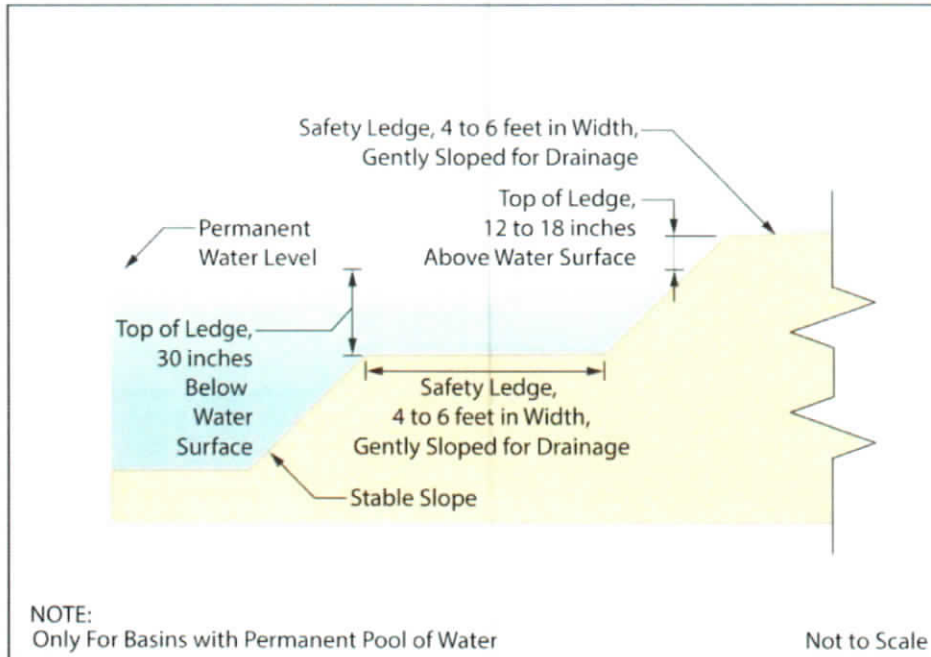 Safety Ledge, 4 to 6 feet in Width,
Gently Sloped for Drainage
Top of Ledge,
12 to 18 inches
Above Water Surface
Permanent
Water Level
Top of Ledge,
30 inches
Below
Water
Surface
Safety Ledge,
4 to 6 feet in Width,
Gently Sloped for Drainage
Stable Slope
NOTE:
Only For Basins with Permanent Pool of Water
Not to Scale